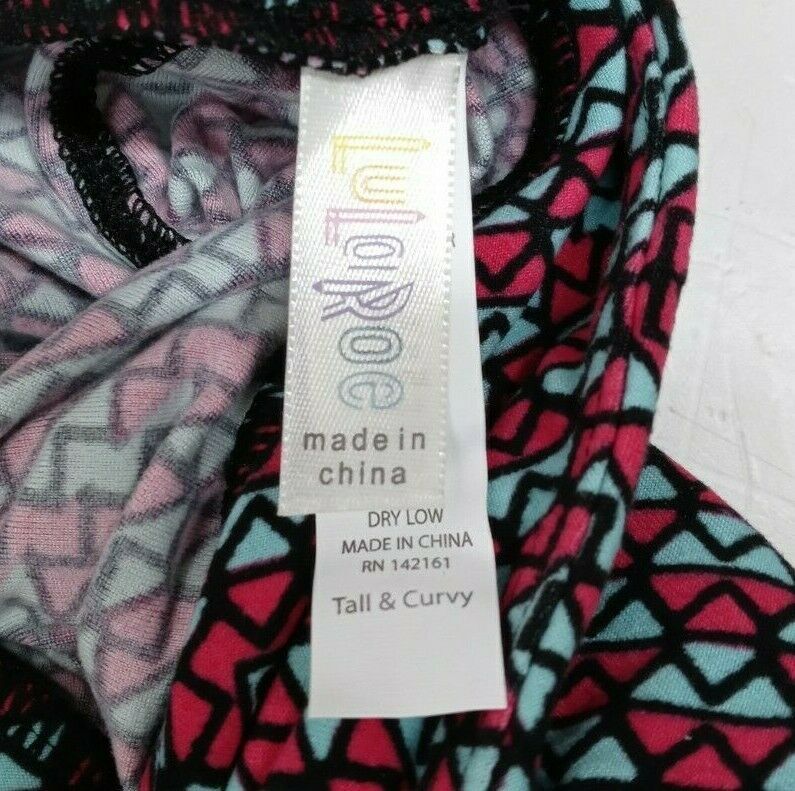 LuLaRoe
made in
china
R
DRY LOW
MADE IN CHINA
RN 142161
Tall & Curvy